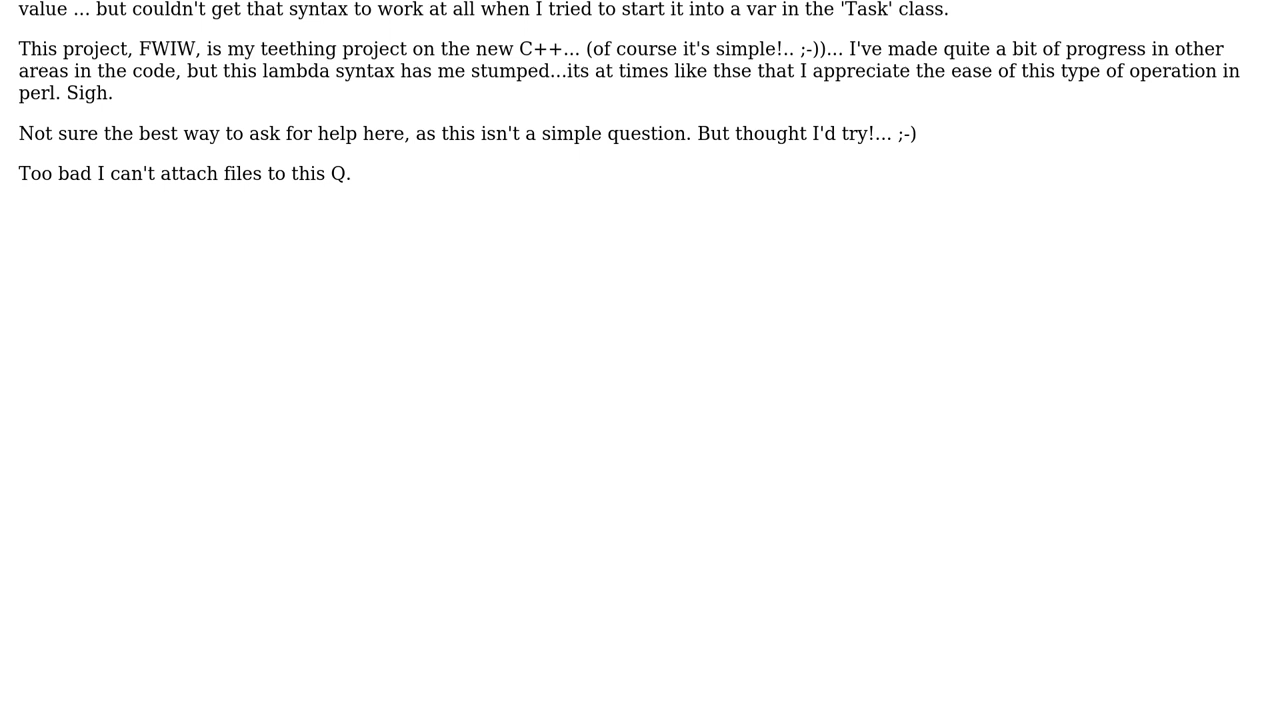 value ... but couldn't get that syntax to work at all when I tried to start it into a var in the 'Task' class.
This project, FWIW, is my teething project on the new C++... (of course it's simple!.. ;-))... I've made quite a bit of progress in other
areas in the code, but this lambda syntax has me stumped...its at times like thse that I appreciate the ease of this type of operation in
perl. Sigh.
Not sure the best way to ask for help here, as this isn't a simple question. But thought I'd try!... ;-)
Too bad I can't attach files to this Q.